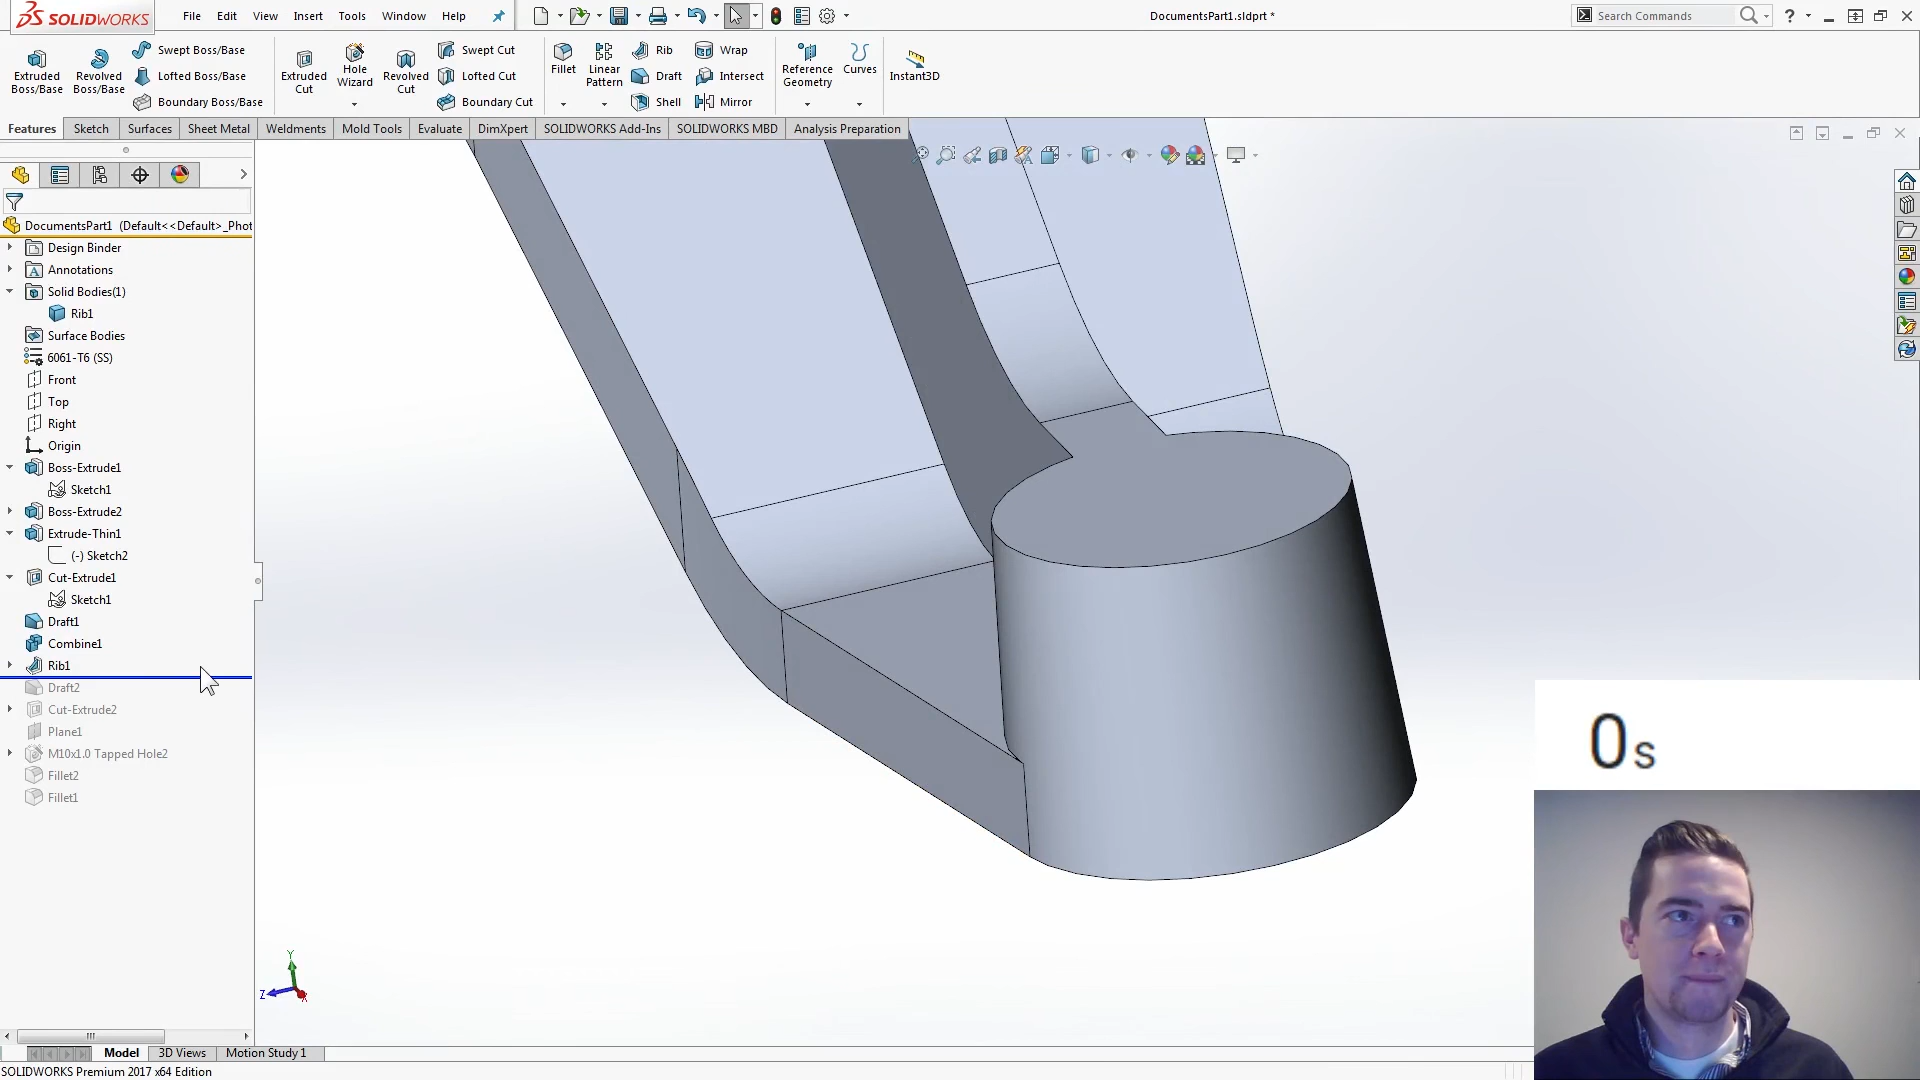 SOLIDWORKS
File Edit View Insert Tools Window Help
DocumentsPart1.sldprt *
Search Commands
?
Extruded Boss/Base
Revolved Boss/Base
Swept Boss/Base
Lofted Boss/Base
Boundary Boss/Base
Extruded Cut
Hole Wizard
Revolved Cut
Swept Cut
Lofted Cut
Boundary Cut
Fillet
Linear Pattern
Rib
Draft
Shell
Wrap
Intersect
Mirror
Reference Geometry
Curves
Instant3D
Features Sketch Surfaces Sheet Metal Weldments Mold Tools Evaluate DimXpert SOLIDWORKS Add-Ins SOLIDWORKS MBD Analysis Preparation
DocumentsPart1 (Default<<Default>_Phot
Design Binder
Annotations
Solid Bodies(1)
Rib1
Surface Bodies
6061-T6 (SS)
Front
Top
Right
Origin
Boss-Extrude1
Sketch1
Boss-Extrude2
Extrude-Thin1
(-) Sketch2
Cut-Extrude1
Sketch1
Draft1
Combine1
Rib1
Draft2
Cut-Extrude2
Plane1
M10x1.0 Tapped Hole2
Fillet2
Fillet1
0s
Y
Z
X
Model 3D Views Motion Study 1
SOLIDWORKS Premium 2017 x64 Edition